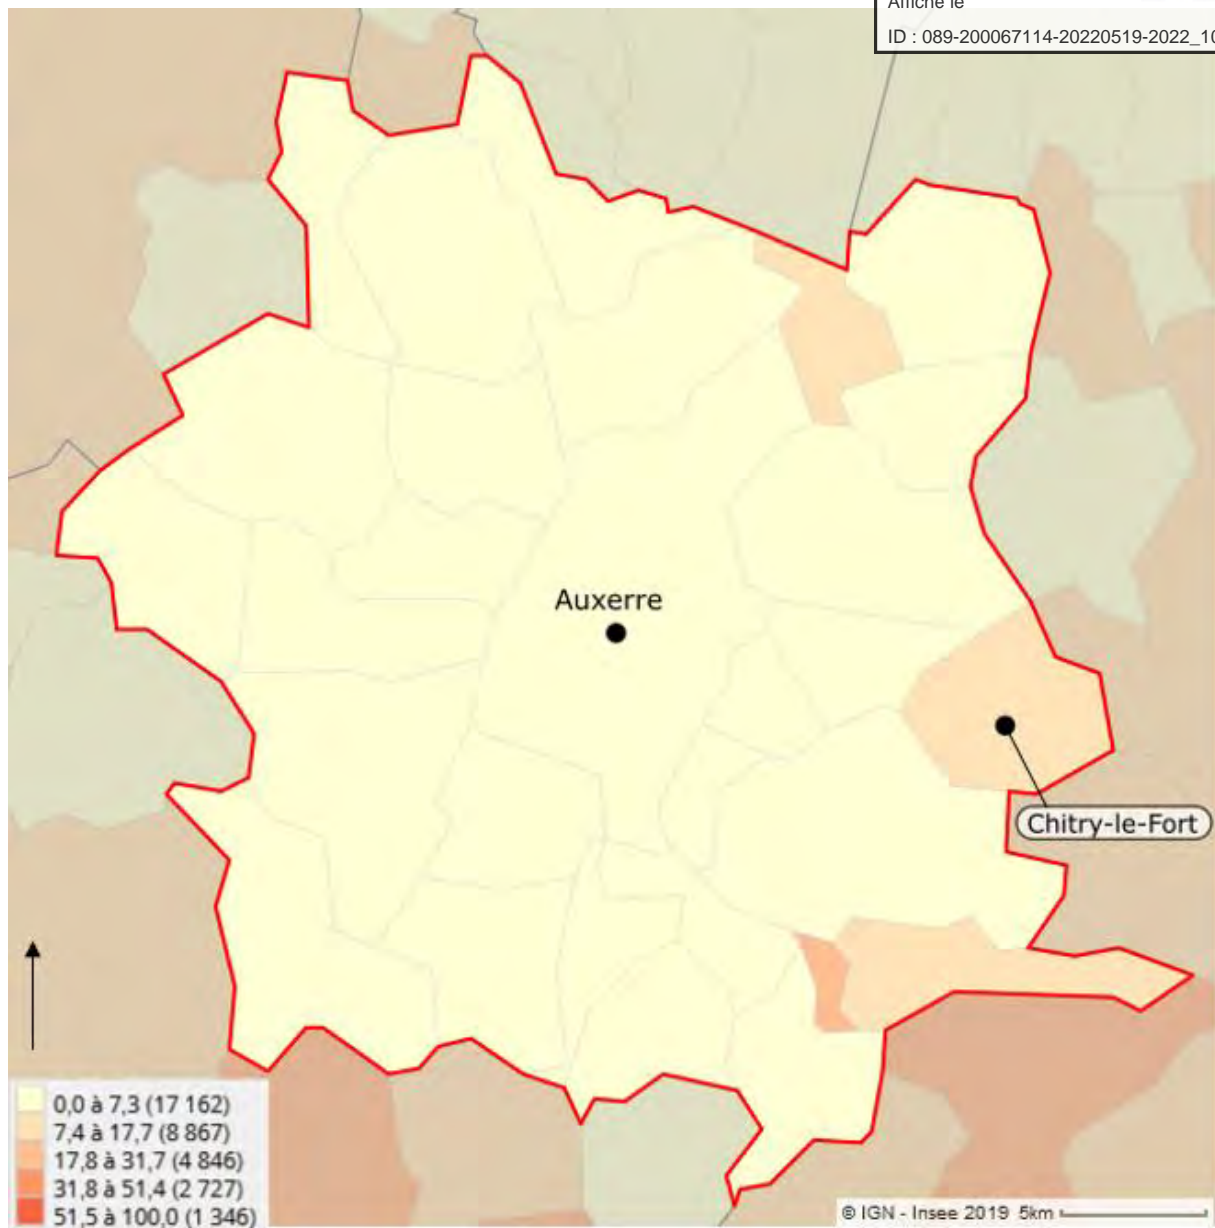 Affiché le
ID : 089-200067114-20220519-2022_10
Auxerre
Chitry-le-Fort
0,0 à 7,3 (17 162)
7,4 à 17,7 (8 867)
17,8 à 31,7 (4 846)
31,8 à 51,4 (2 727)
51,5 à 100,0 (1 346)
© IGN - Insee 2019 5km